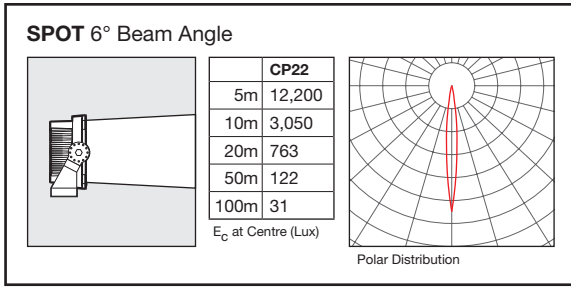 SPOT 6° Beam Angle
CP22
5m 12,200
10m 3,050
20m 763
50m 122
100m 31
EC at Centre (Lux)
Polar Distribution